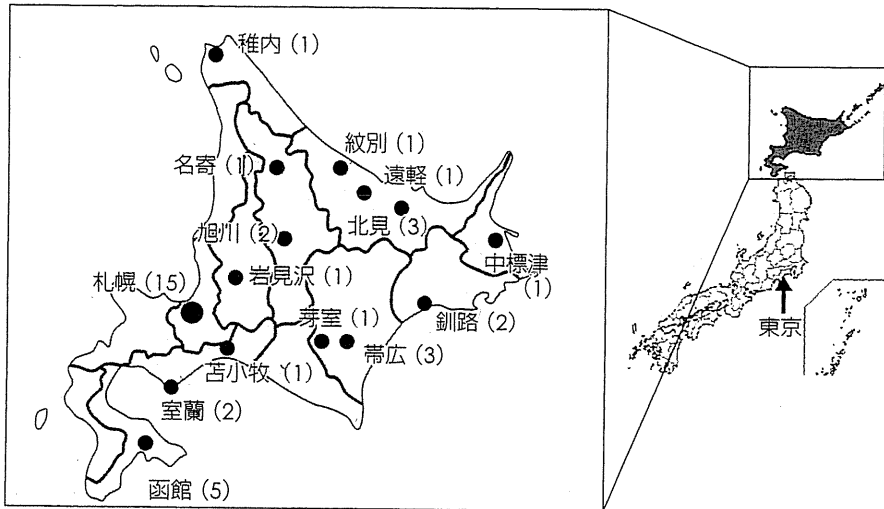 稚内 (1)
紋別 (1)
名寄 (1)
遠軽 (1)
北見 (3)
旭川 (2)
中標津
(1)
岩見沢 (1)
札幌 (15)
芽室 (1)
釧路 (2)
帯広 (3)
苫小牧 (1)
室蘭 (2)
函館 (5)
東京